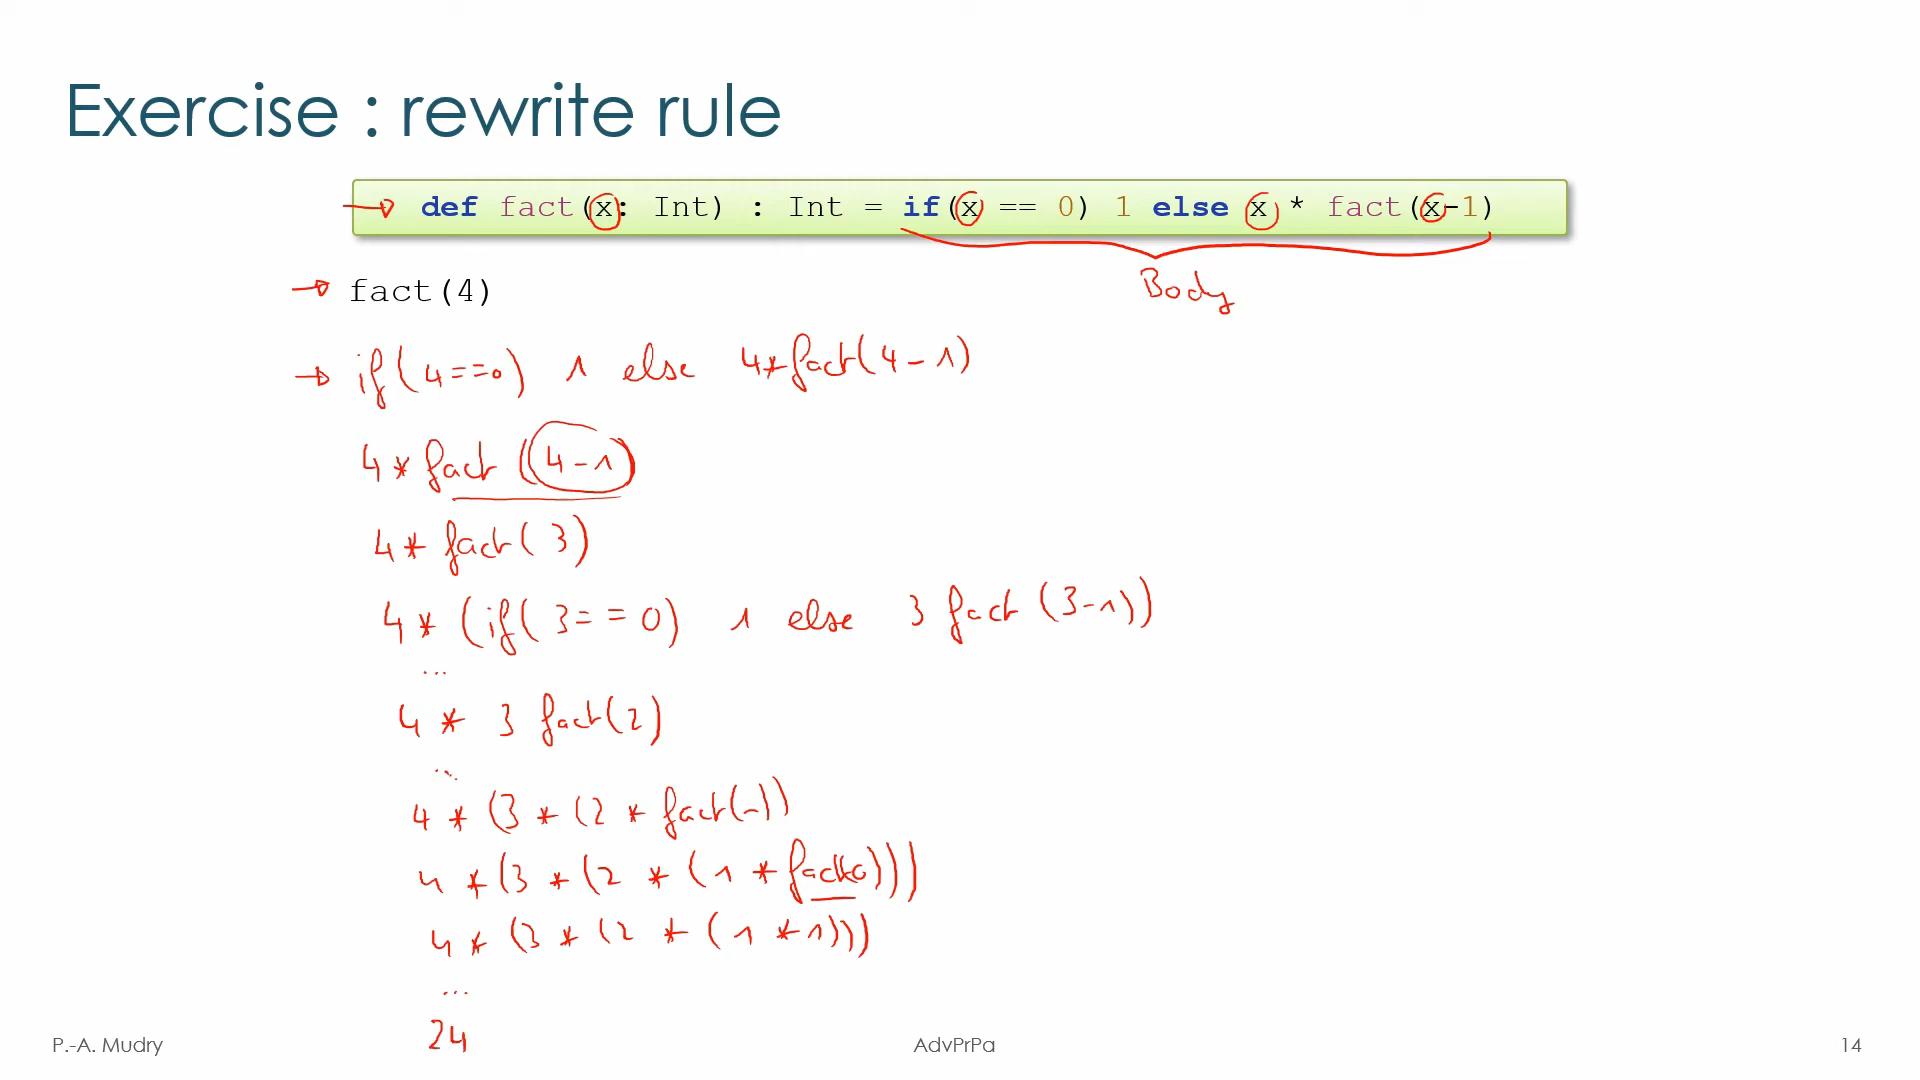 Exercise : rewrite rule
def fact(x: Int) : Int = if(x == 0) 1 else x * fact(x-1)
Body
fact(4)
if(4==0) 1 else 4*fact(4-1)
4*fact((4-1)
4*fact(3)
4*(if(3==0) 1 else 3 fact(3-1))
...
4 * 3 fact(2)
...
4 * (3 * (2 * fact(1))
4 * (3 * (2 * (1 * fact(0)))
4 * (3 * (2 * (1 * 1)))
...
24
P.-A. Mudry
AdvPrPa
14